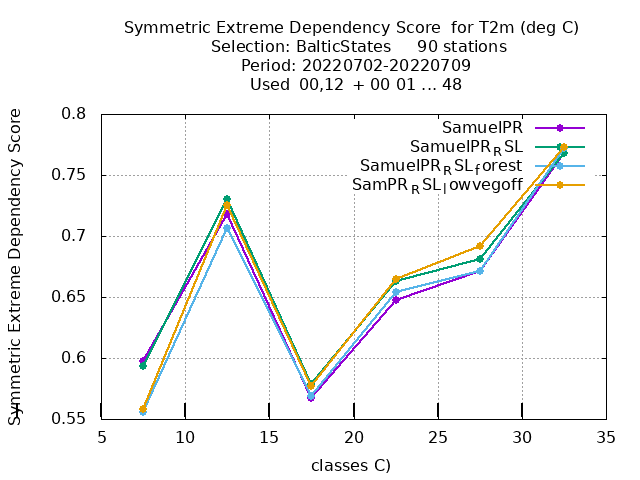 Symmetric Extreme Dependency Score for T2m (deg C)
Selection: BalticStates 90 stations
Period: 20220702-20220709
Used 00,12 + 00 01 ... 48
Symmetric Extreme Dependency Score
y
0.8
0.75
0.7
0.65
0.6
0.55
SamuelPR
SamuelPR_RSL
SamuelPR_RSL_forest
SamPR_RSL_lowvegoff
5 10 15 20 25 30 35
classes C)